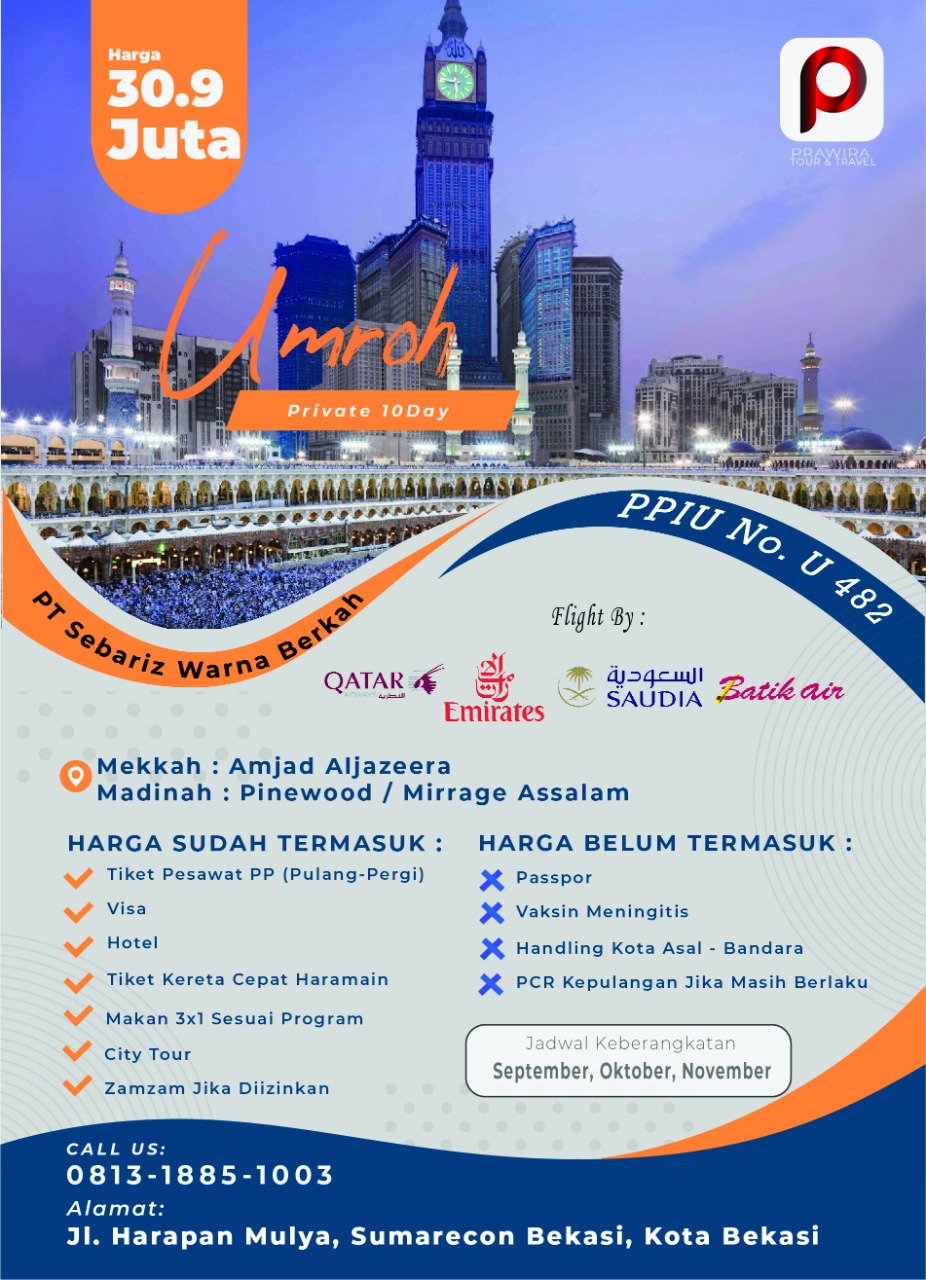 Harga
30.9
Juta
PRAWIRA
TOUR & TRAVEL
Umroh
Private 10Day
PPIU No. U 482
PT Sebariz Warna Berkah
Flight By :
QATAR
AIRWAYS القطرية
Emirates
السعودية
SAUDIA
Batik air
Mekkah : Amjad Aljazeera
Madinah : Pinewood / Mirrage Assalam
HARGA SUDAH TERMASUK :
Tiket Pesawat PP (Pulang-Pergi)
Visa
Hotel
Tiket Kereta Cepat Haramain
Makan 3x1 Sesuai Program
City Tour
Zamzam Jika Diizinkan
HARGA BELUM TERMASUK :
Passpor
Vaksin Meningitis
Handling Kota Asal - Bandara
PCR Kepulangan Jika Masih Berlaku
Jadwal Keberangkatan
September, Oktober, November
CALL US:
0813-1885-1003
Alamat:
Jl. Harapan Mulya, Sumarecon Bekasi, Kota Bekasi